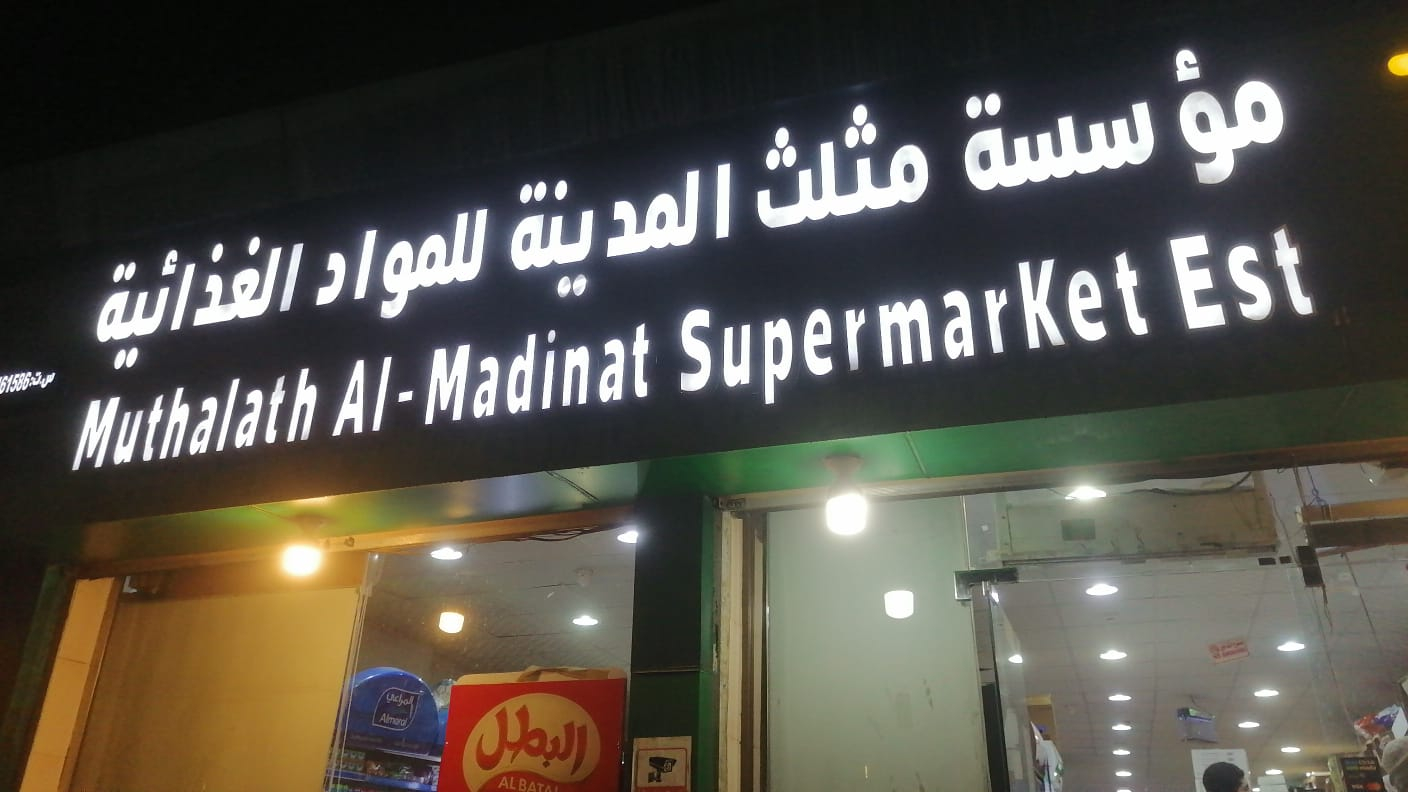 مؤسسة مثلث المدينة للمواد الغذائية
Muthalath Al-Madinat SupermarKet Est
المراعي
Almarai
البطل
AL BATAL